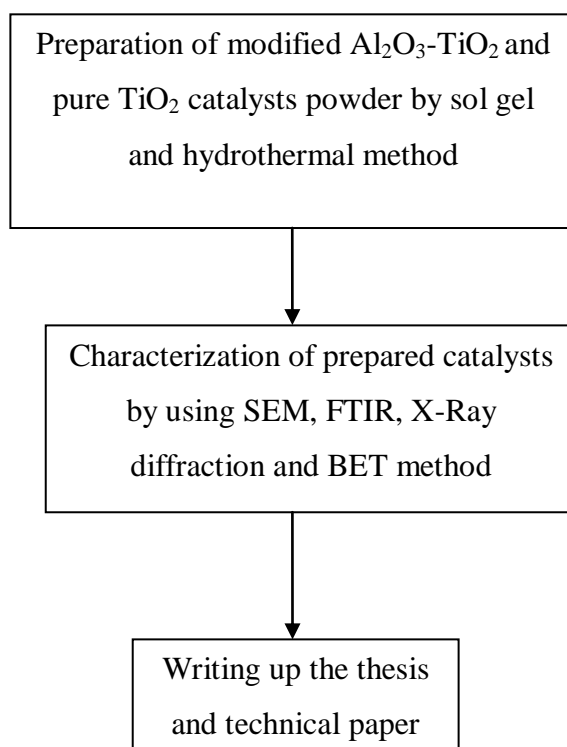 Preparation of modified Al₂O₃-TiO₂ and
pure TiO₂ catalysts powder by sol gel
and hydrothermal method
Characterization of prepared catalysts
by using SEM, FTIR, X-Ray
diffraction and BET method
Writing up the thesis
and technical paper